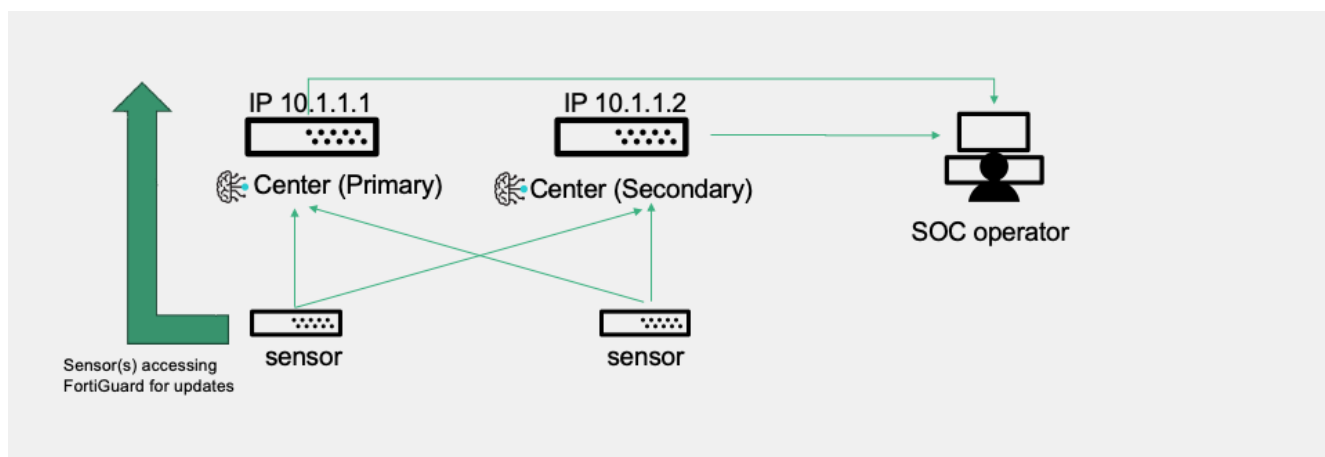 IP 10.1.1.1
IP 10.1.1.2
Center (Primary)
Center (Secondary)
SOC operator
sensor
sensor
Sensor(s) accessing
FortiGuard for updates